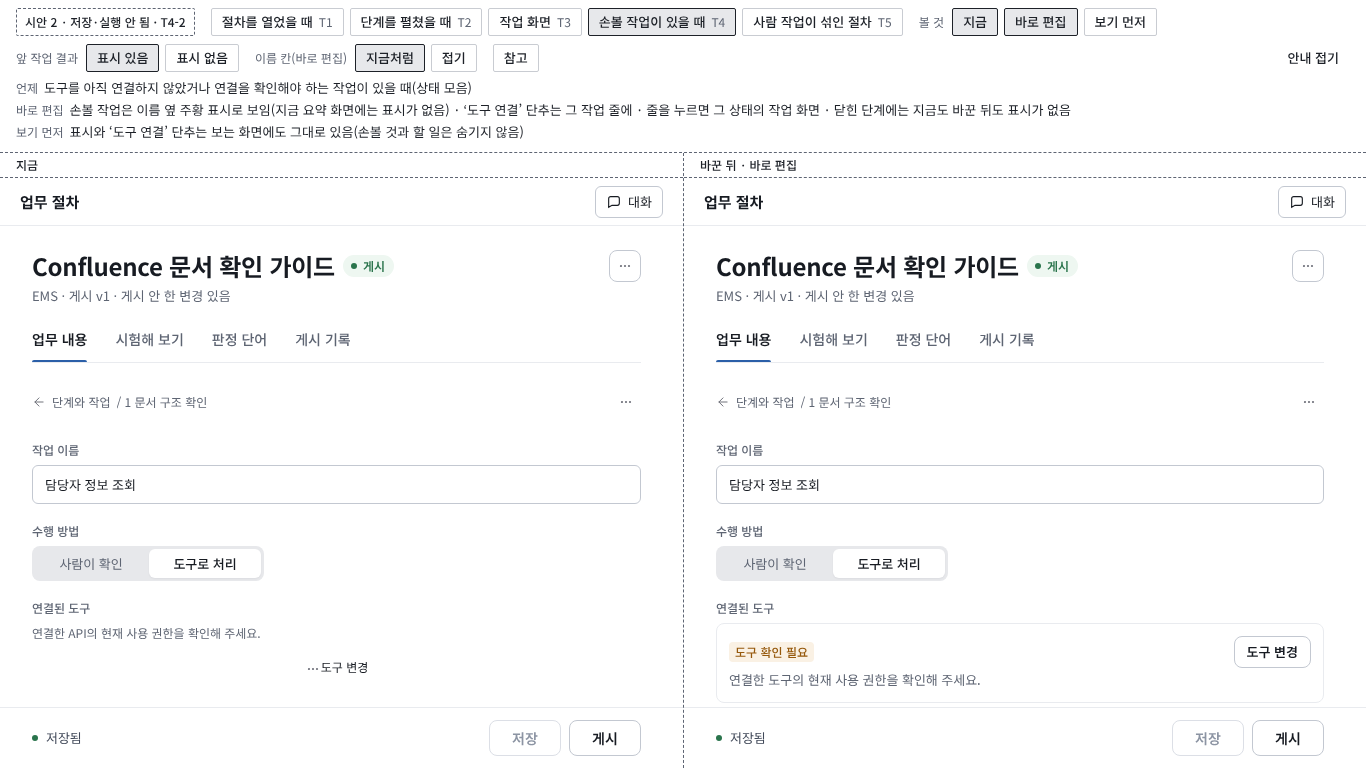 시안 2 · 저장·실행 안 됨 · T4-2 절차를 열었을 때 T1 단계를 펼쳤을 때 T2 작업 화면 T3 손볼 작업이 있을 때 T4 사람 작업이 섞인 절차 T5 볼 것 지금 바로 편집 보기 먼저
앞 작업 결과 표시 있음 표시 없음 이름 칸(바로 편집) 지금처럼 접기 참고 안내 접기
언제 도구를 아직 연결하지 않았거나 연결을 확인해야 하는 작업이 있을 때(상태 모음)
바로 편집 손볼 작업은 이름 옆 주황 표시로 보임(지금 요약 화면에는 표시가 없음) · ‘도구 연결’ 단추는 그 작업 줄에 · 줄을 누르면 그 상태의 작업 화면 · 닫힌 단계에는 지금도 바꾼 뒤도 표시가 없음
보기 먼저 표시와 ‘도구 연결’ 단추는 보는 화면에도 그대로 있음(손볼 것과 할 일은 숨기지 않음)
지금
업무 절차 대화
Confluence 문서 확인 가이드 게시 ...
EMS · 게시 v1 · 게시 안 한 변경 있음
업무 내용 시험해 보기 판정 단어 게시 기록
← 단계와 작업 / 1 문서 구조 확인 ...
작업 이름
담당자 정보 조회
수행 방법
사람이 확인 도구로 처리
연결된 도구
연결한 API의 현재 사용 권한을 확인해 주세요.
... 도구 변경
저장됨 저장 게시
바꾼 뒤 · 바로 편집
업무 절차 대화
Confluence 문서 확인 가이드 게시 ...
EMS · 게시 v1 · 게시 안 한 변경 있음
업무 내용 시험해 보기 판정 단어 게시 기록
← 단계와 작업 / 1 문서 구조 확인 ...
작업 이름
담당자 정보 조회
수행 방법
사람이 확인 도구로 처리
연결된 도구
도구 확인 필요 도구 변경
연결한 도구의 현재 사용 권한을 확인해 주세요.
저장됨 저장 게시